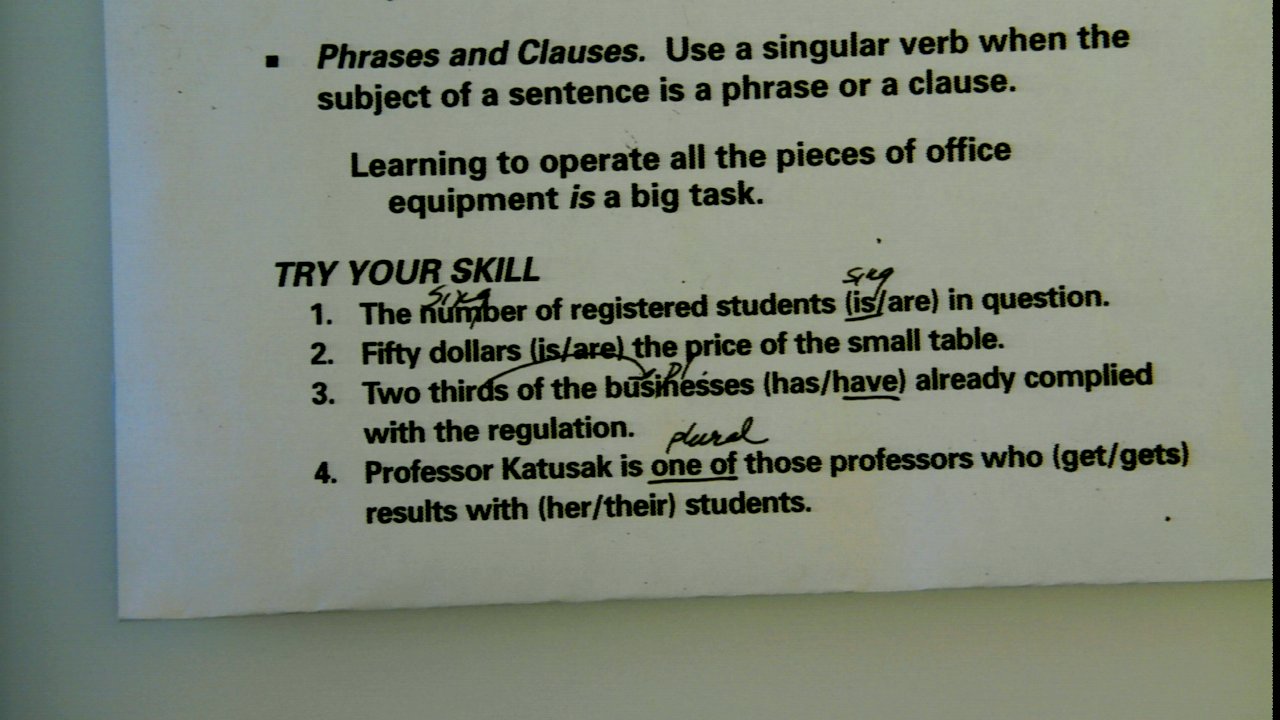 ▪ Phrases and Clauses. Use a singular verb when the
subject of a sentence is a phrase or a clause.
Learning to operate all the pieces of office
equipment is a big task.
TRY YOUR SKILL
sing
1. The number of registered students (is/are) in question.
2. Fifty dollars (is/are) the price of the small table.
pl
3. Two thirds of the businesses (has/have) already complied
with the regulation.
plural
4. Professor Katusak is one of those professors who (get/gets)
results with (her/their) students.